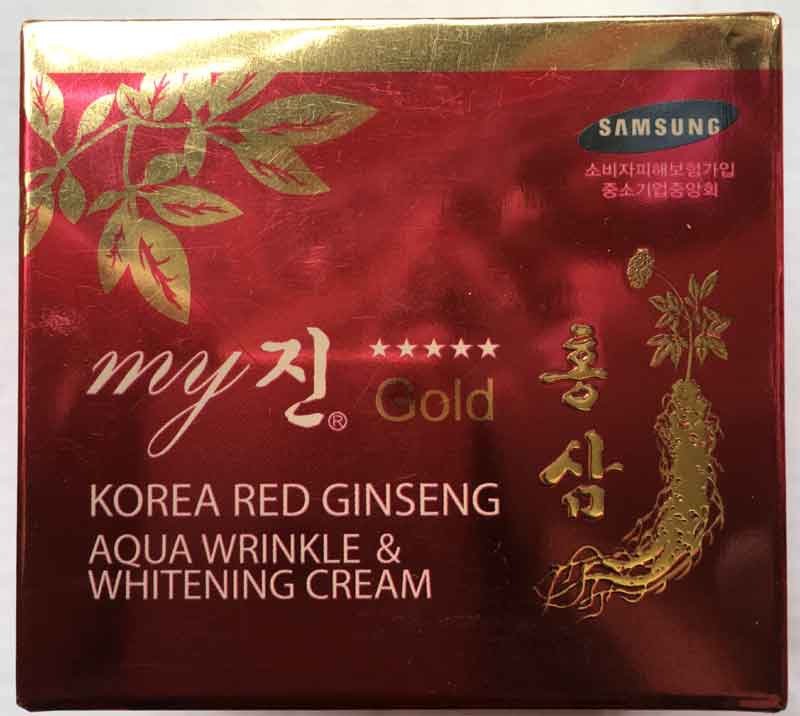 SAMSUNG
소비자피해보험가입
중소기업중앙회
my진® Gold
홍삼
KOREA RED GINSENG
AQUA WRINKLE &
WHITENING CREAM